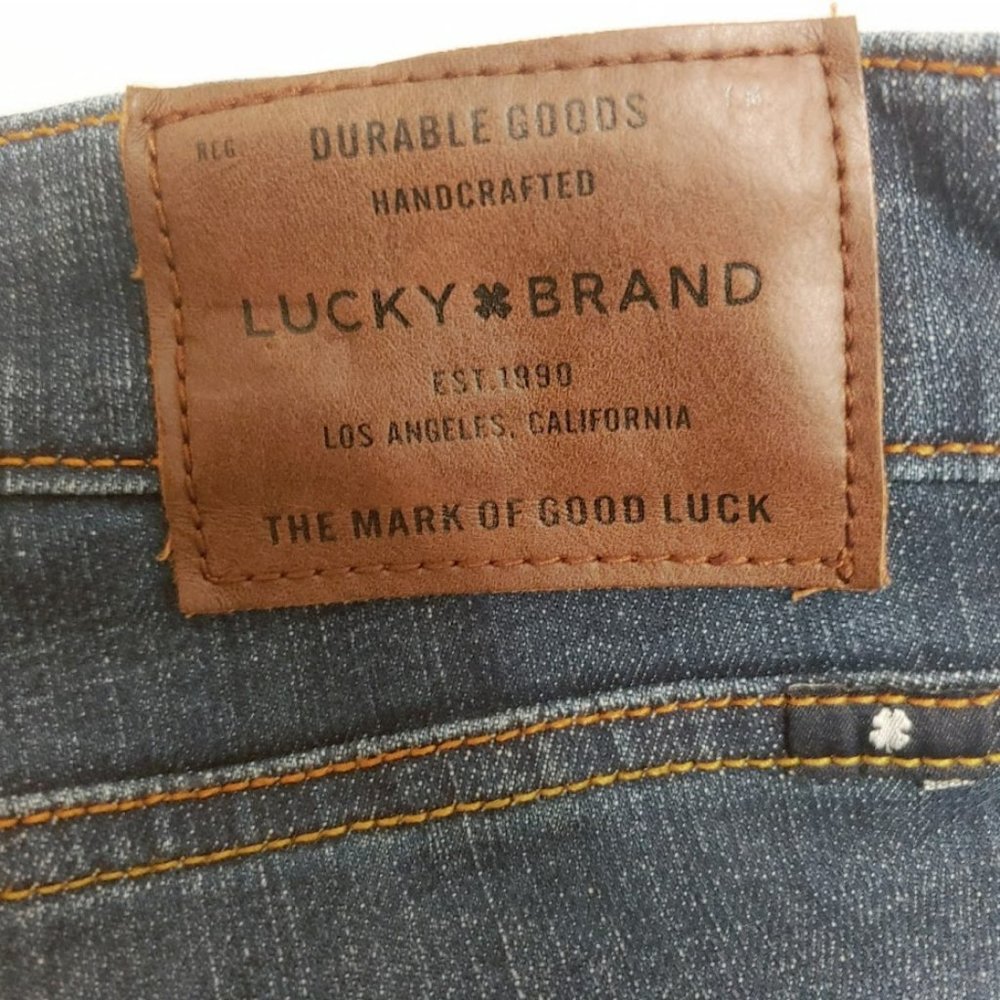 REG. DURABLE GOODS
HANDCRAFTED
LUCKY BRAND
EST.1990
LOS ANGELES, CALIFORNIA
THE MARK OF GOOD LUCK